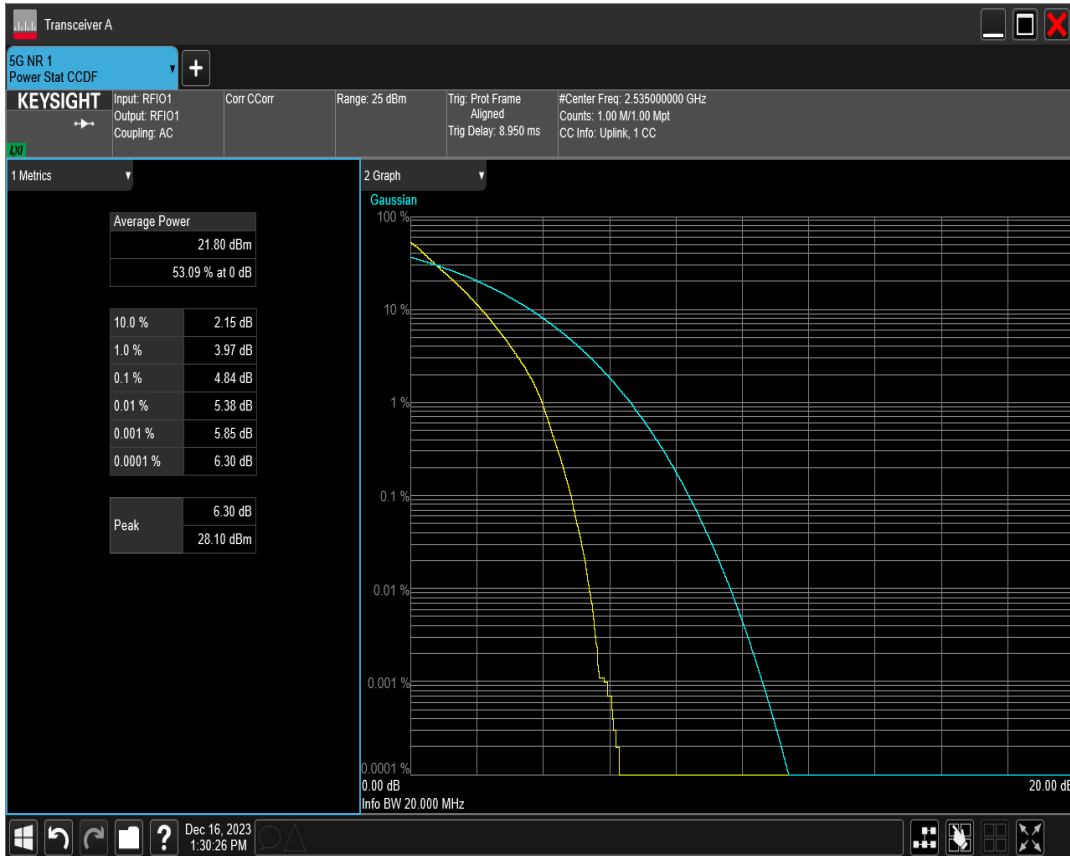 Transceiver A
5G NR 1
Power Stat CCDF
KEYSIGHT
LXI
Input: RFIO1
Output: RFIO1
Coupling: AC
Corr CCorr
Range: 25 dBm
Trig: Prot Frame
Aligned
Trig Delay: 8.950 ms
#Center Freq: 2.535000000 GHz
Counts: 1.00 M/1.00 Mpt
CC Info: Uplink, 1 CC
1 Metrics
Average Power
21.80 dBm
53.09 % at 0 dB
10.0 % 2.15 dB
1.0 % 3.97 dB
0.1 % 4.84 dB
0.01 % 5.38 dB
0.001 % 5.85 dB
0.0001 % 6.30 dB
Peak 6.30 dB
28.10 dBm
2 Graph
Gaussian
100 %
10 %
1 %
0.1 %
0.01 %
0.001 %
0.0001 %
0.00 dB 20.00 dB
Info BW 20.000 MHz
Dec 16, 2023
1:30:26 PM